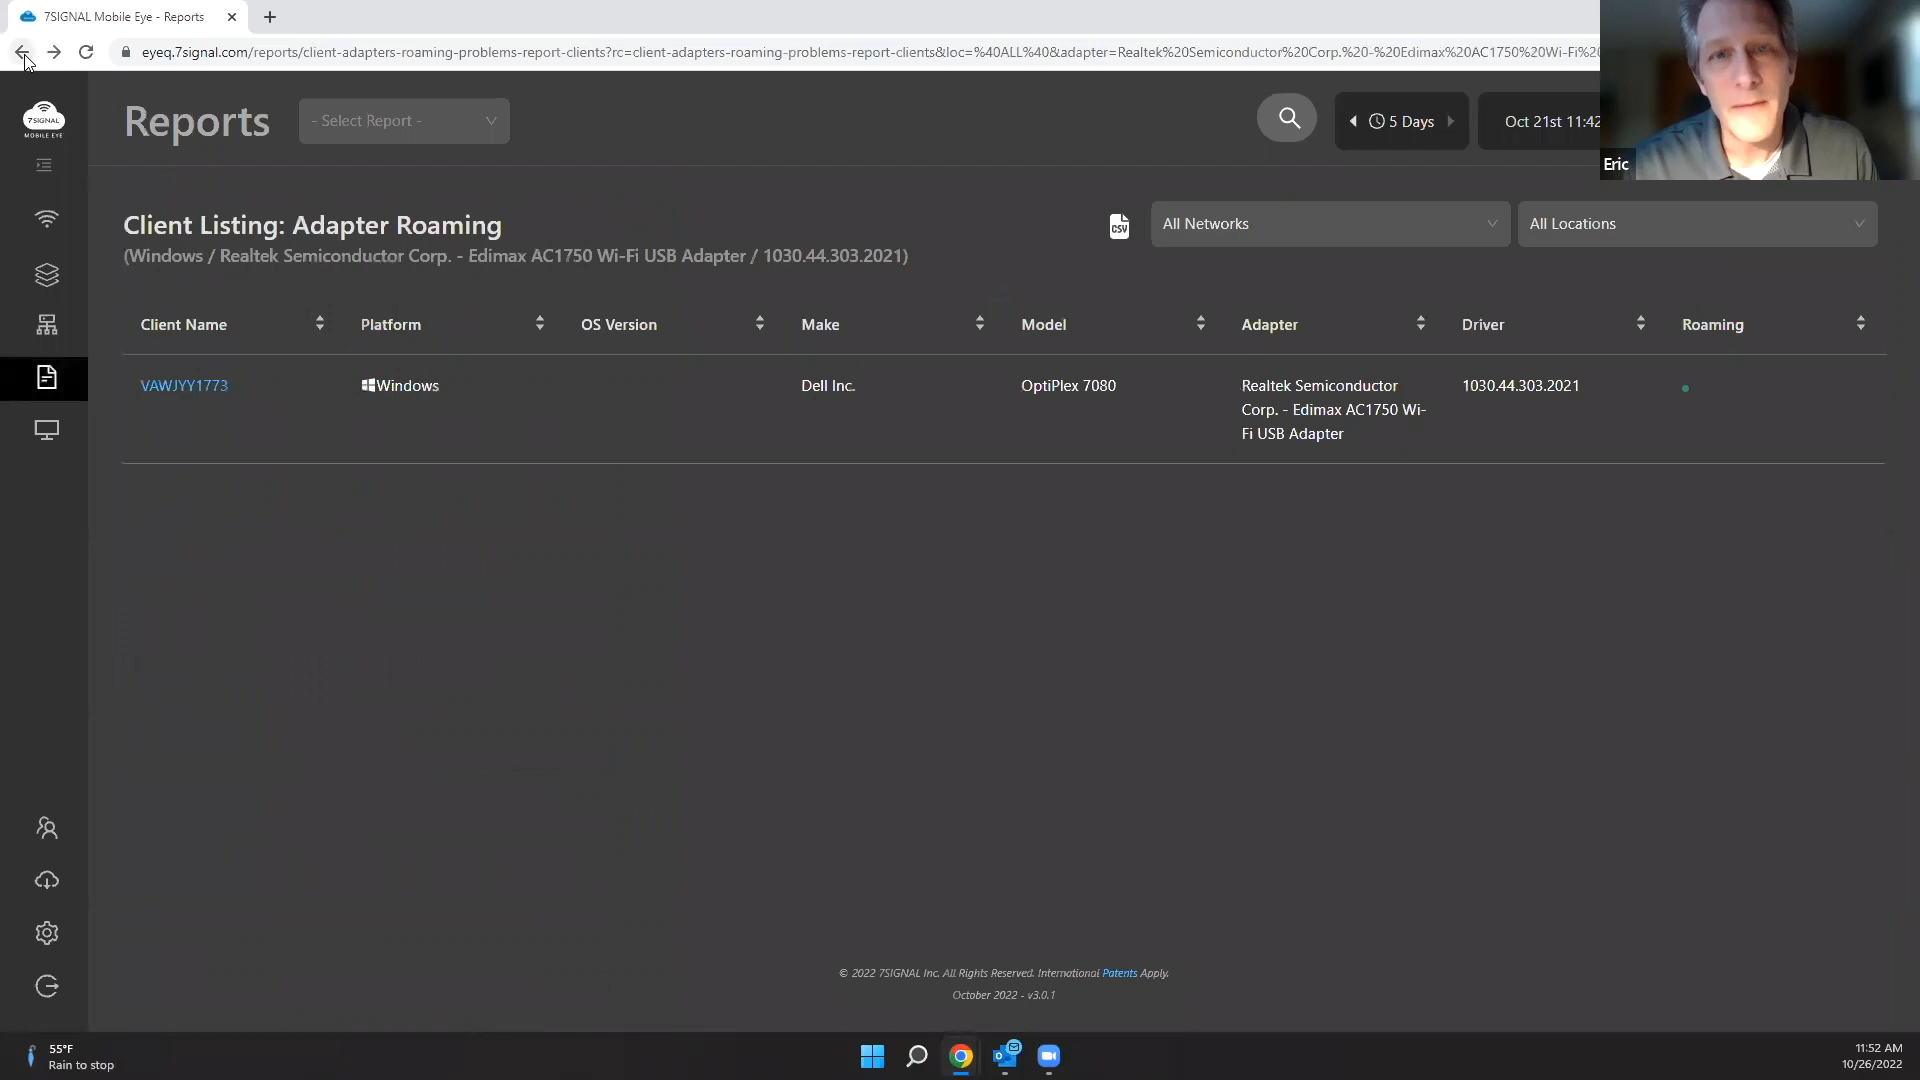 7SIGNAL Mobile Eye - Reports
eyeq.7signal.com/reports/client-adapters-roaming-problems-report-clients?rc=client-adapters-roaming-problems-report-clients&loc=%40ALL%40&adapter=Realtek%20Semiconductor%20Corp.%20-%20Edimax%20AC1750%20Wi-Fi%20
7SIGNAL
MOBILE EYE
Reports
- Select Report -
5 Days
Oct 21st 11:42
Eric
Client Listing: Adapter Roaming
CSV
All Networks
All Locations
(Windows / Realtek Semiconductor Corp. - Edimax AC1750 Wi-Fi USB Adapter / 1030.44.303.2021)
Client Name Platform OS Version Make Model Adapter Driver Roaming
VAWJYY1773 Windows Dell Inc. OptiPlex 7080 Realtek Semiconductor 1030.44.303.2021
Corp. - Edimax AC1750 Wi-
Fi USB Adapter
© 2022 7SIGNAL Inc. All Rights Reserved. International Patents Apply.
October 2022 - v3.0.1
55°F
Rain to stop
11:52 AM
10/26/2022